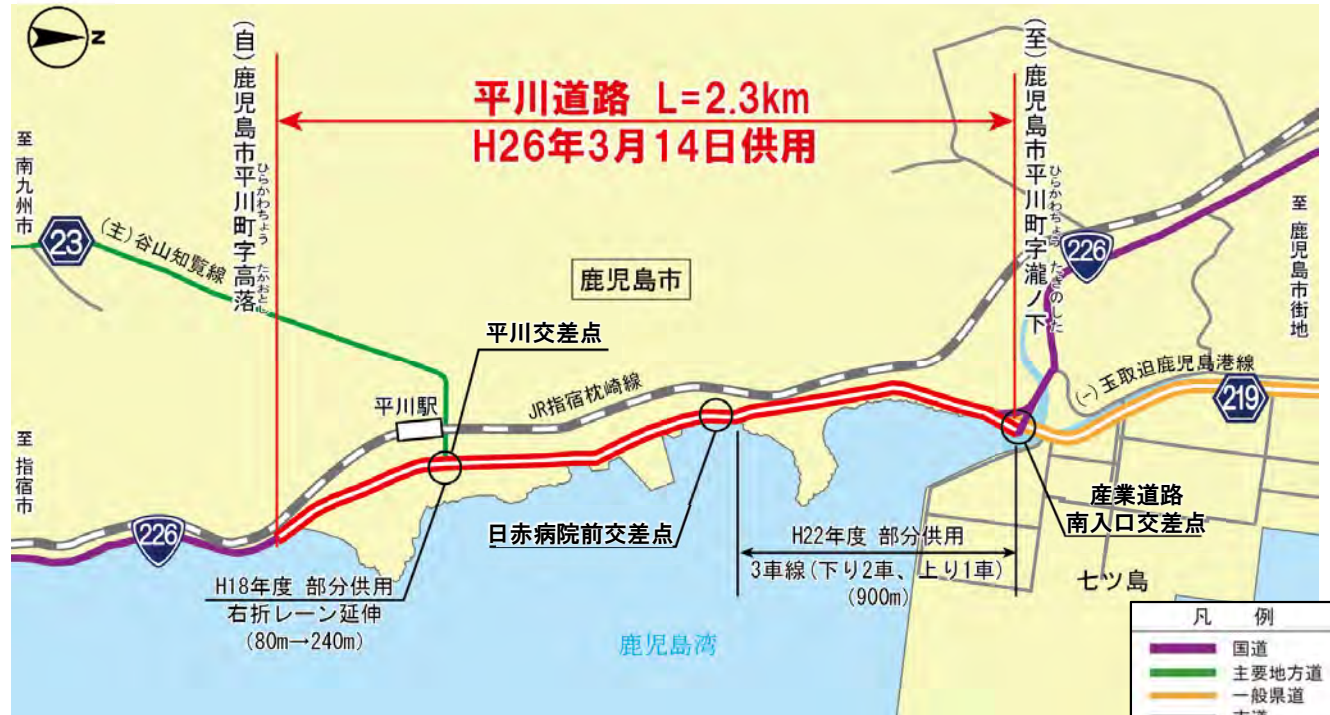 N
至 南九州市
23
(主)谷山知覧線
(自)鹿児島市平川町字高落
ひらかわちょう たかおとし
平川道路 L=2.3km
H26年3月14日供用
(至)鹿児島市平川町字瀧ノ下
ひらかわちょう たきのした
226
至 鹿児島市街地
鹿児島市
平川交差点
平川駅
JR指宿枕崎線
(一)玉取迫鹿児島港線
219
至 指宿市
226
日赤病院前交差点
H22年度 部分供用
3車線(下り2車、上り1車)
(900m)
産業道路
南入口交差点
七ツ島
H18年度 部分供用
右折レーン延伸
(80m→240m)
鹿児島湾
凡 例
国道
主要地方道
一般県道